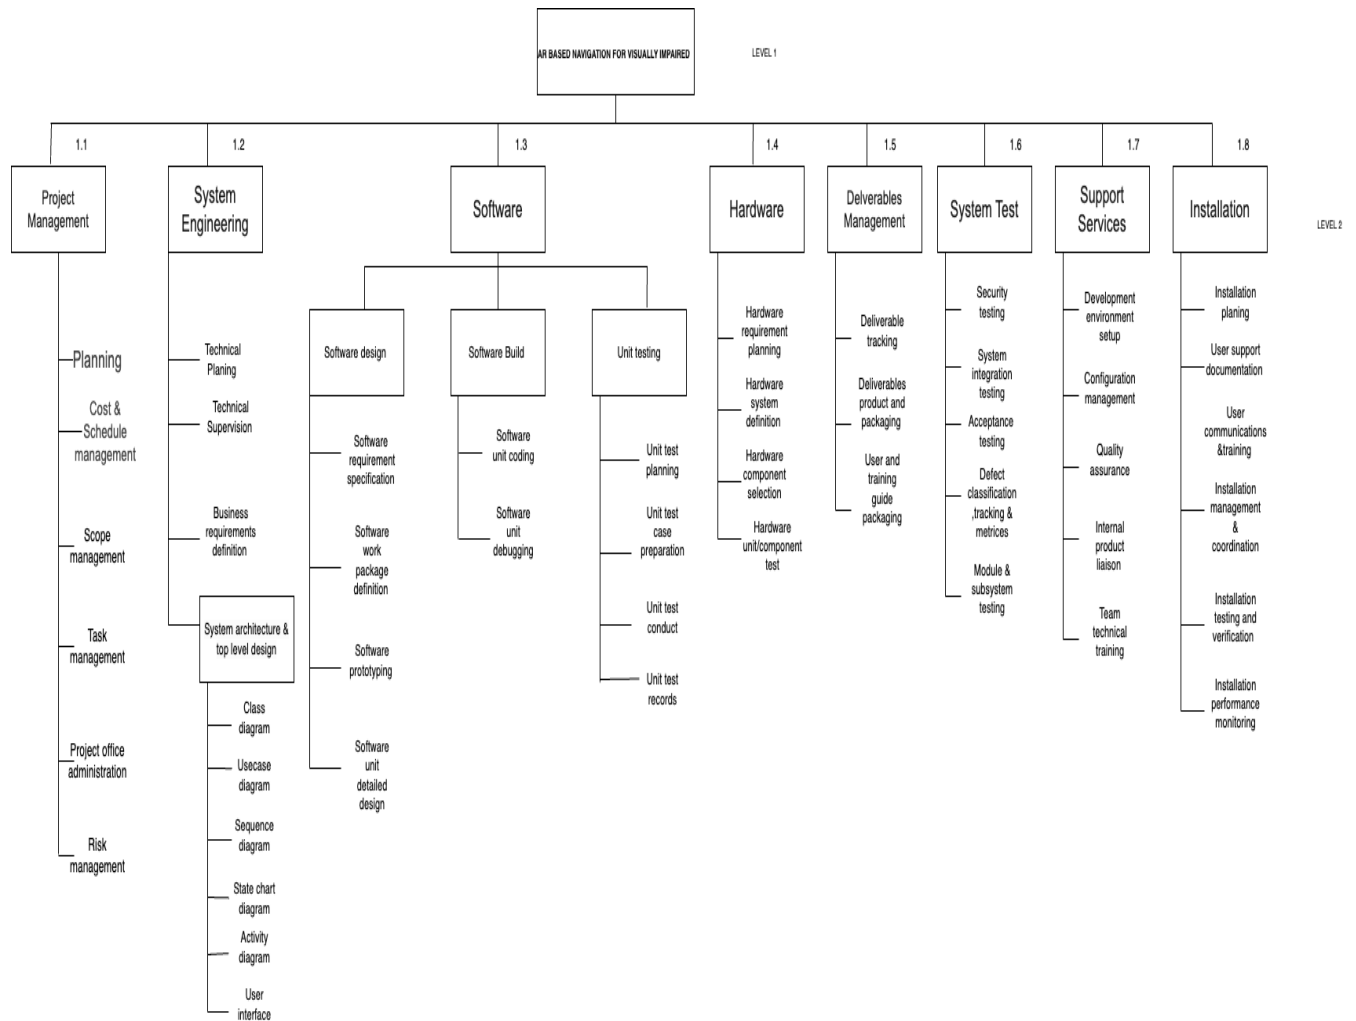 AR BASED NAVIGATION FOR VISUALLY IMPAIRED
LEVEL 1
1.1
1.2
1.3
1.4
1.5
1.6
1.7
1.8
Project
Management
System
Engineering
Software
Hardware
Delverables
Management
System Test
Support
Services
Installation
LEVEL 2
Planning
Cost &
Schedule
management
Scope
management
Task
management
Project office
administration
Risk
management
Technical
Planing
Technical
Supervision
Business
requirements
definition
System architecture &
top level design
Class
diagram
Usecase
diagram
Sequence
diagram
State chart
diagram
Activity
diagram
User
interface
Software design
Software
requirement
specification
Software
work
package
definition
Software
prototyping
Software
unit
detailed
design
Software Build
Software
unit coding
Software
unit
debugging
Unit testing
Unit test
planning
Unit test
case
preparation
Unit test
conduct
Unit test
records
Hardware
requirement
planning
Hardware
system
definition
Hardware
component
selection
Hardware
unit/component
test
Deliverable
tracking
Deliverables
product and
packaging
User and
training
guide
packaging
Security
testing
System
integration
testing
Acceptance
testing
Defect
classification
,tracking &
metrices
Module &
subsystem
testing
Development
environment
setup
Configuration
management
Quality
assurance
Internal
product
liaison
Team
technical
training
Installation
planing
User support
documentation
User
communications
&training
Installation
management
&
coordination
Installation
testing and
verification
Installation
performance
monitoring